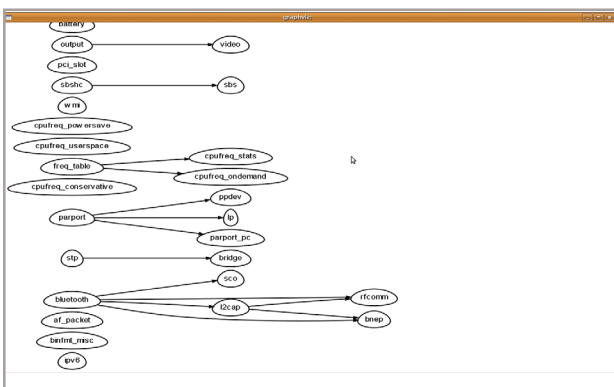 graphviz
battery
output video
pci_slot
sbshc sbs
wmi
cpufreq_powersave
cpufreq_userspace
cpufreq_stats
freq_table
cpufreq_ondemand
cpufreq_conservative
ppdev
parport lp
parport_pc
stp bridge
sco
bluetooth rfcomm
l2cap
af_packet bnep
binfmt_misc
ipv6